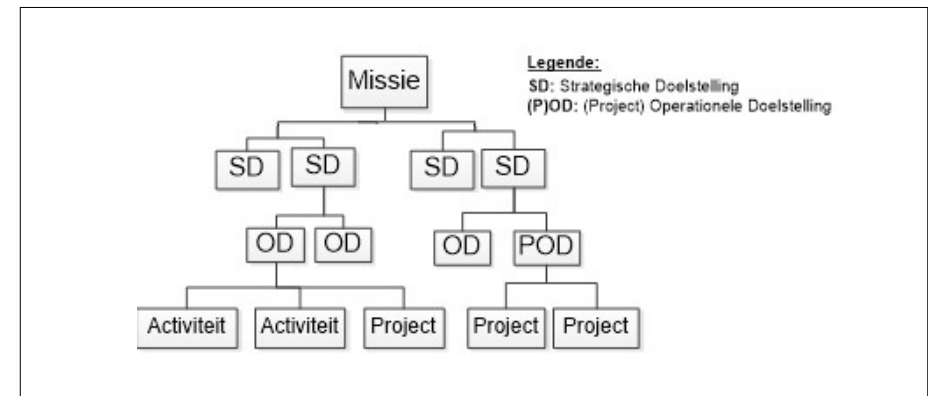 Missie
Legende:
SD: Strategische Doelstelling
(P)OD: (Project) Operationele Doelstelling
SD SD SD SD
OD OD OD POD
Activiteit Activiteit Project Project Project